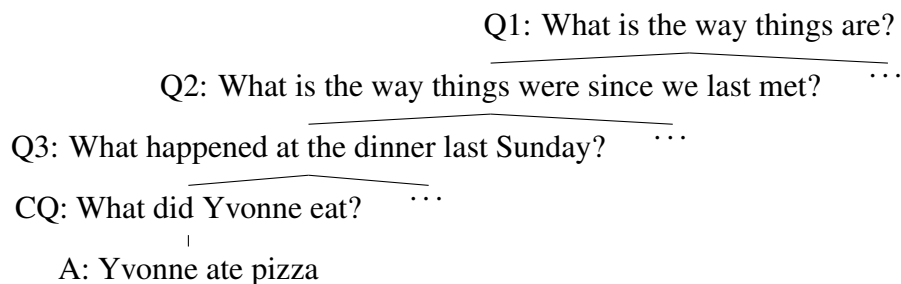 Q1: What is the way things are?
Q2: What is the way things were since we last met? ...
Q3: What happened at the dinner last Sunday? ...
CQ: What did Yvonne eat? ...
A: Yvonne ate pizza